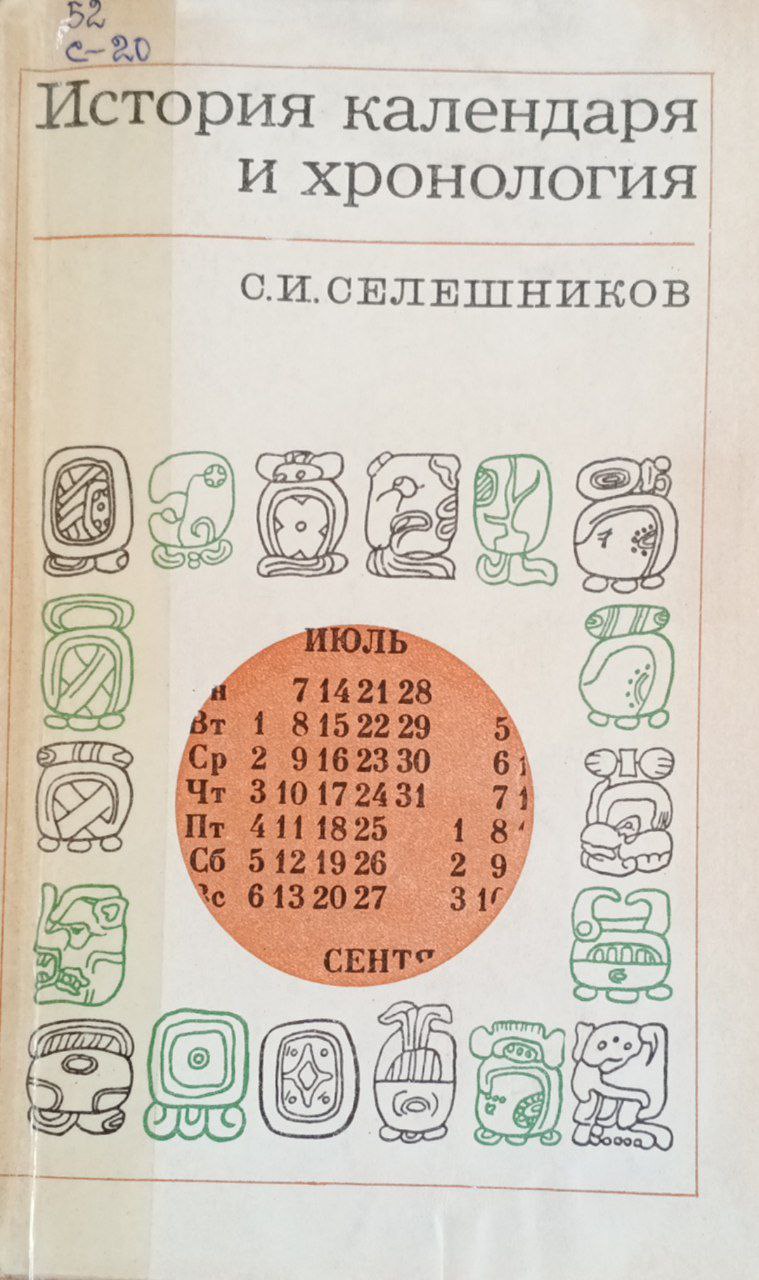 52
с-20
История календаря
и хронология
С.И. СЕЛЕШНИКОВ
ИЮЛЬ
н 7 14 21 28
Вт 1 8 15 22 29 5
Ср 2 9 16 23 30 6
Чт 3 10 17 24 31 7
Пт 4 11 18 25 1 8
Сб 5 12 19 26 2 9
с 6 13 20 27 3
СЕНТ